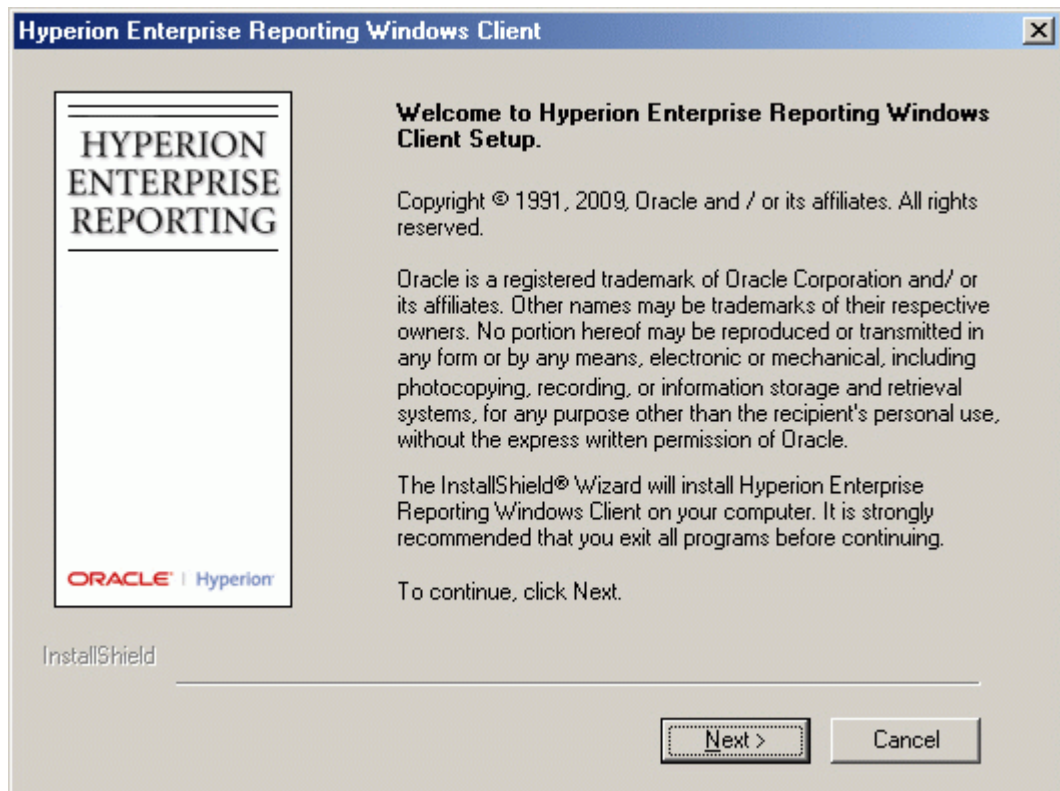 Hyperion Enterprise Reporting Windows Client
HYPERION
ENTERPRISE
REPORTING
Welcome to Hyperion Enterprise Reporting Windows
Client Setup.
Copyright © 1991, 2009, Oracle and / or its affiliates. All rights
reserved.
Oracle is a registered trademark of Oracle Corporation and/ or
its affiliates. Other names may be trademarks of their respective
owners. No portion hereof may be reproduced or transmitted in
any form or by any means, electronic or mechanical, including
photocopying, recording, or information storage and retrieval
systems, for any purpose other than the recipient's personal use,
without the express written permission of Oracle.
The InstallShield® Wizard will install Hyperion Enterprise
Reporting Windows Client on your computer. It is strongly
recommended that you exit all programs before continuing.
To continue, click Next.
ORACLE | Hyperion
InstallShield
Next >
Cancel